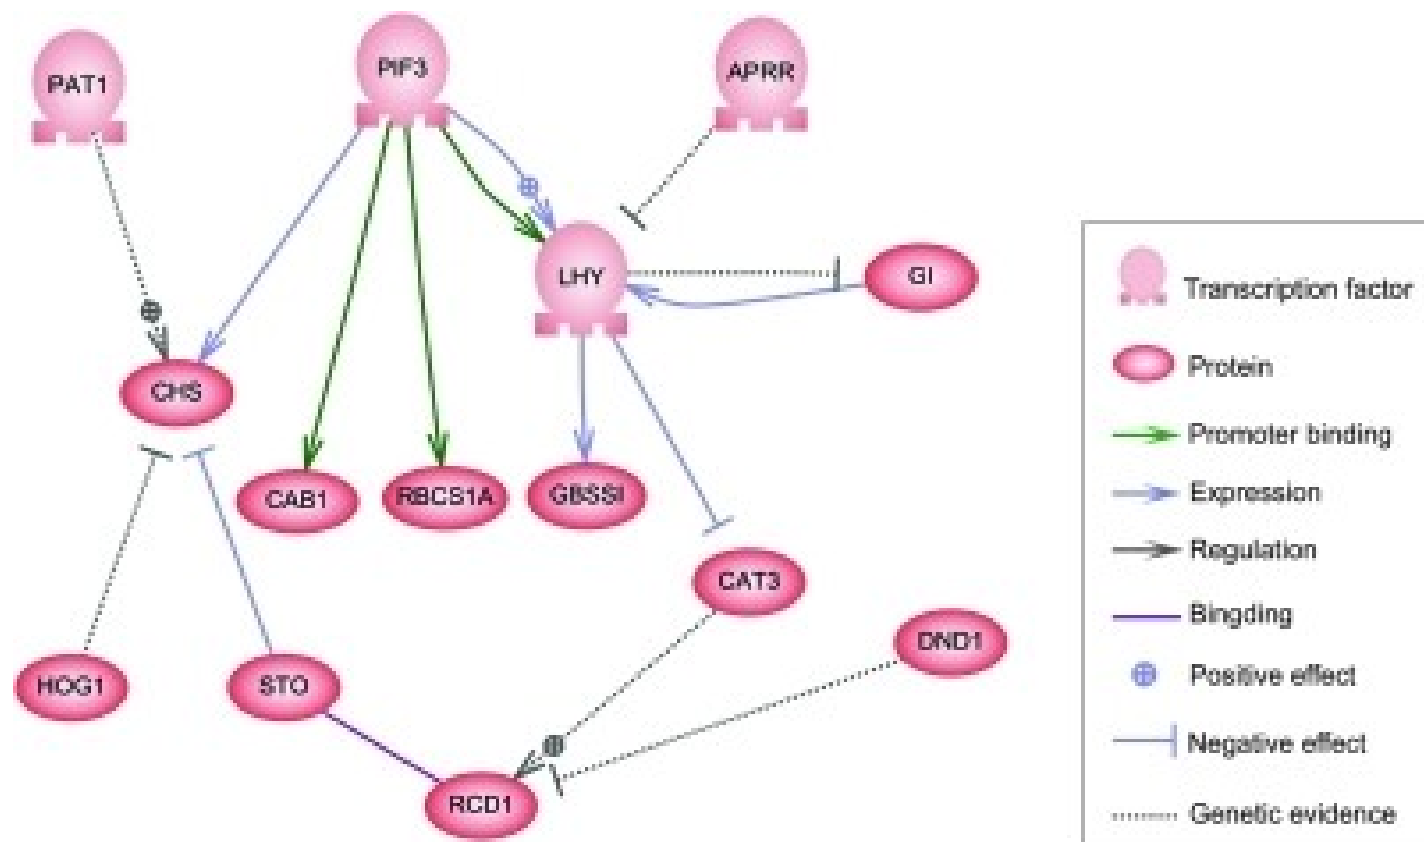 PAT1
PIF3
APRR
LHY
GI
CHS
CAB1
RBCS1A
GBSSI
CAT3
DND1
HOG1
STO
RCD1
Transcription factor
Protein
Promoter binding
Expression
Regulation
Bingding
Positive effect
Negative effect
Genetic evidence